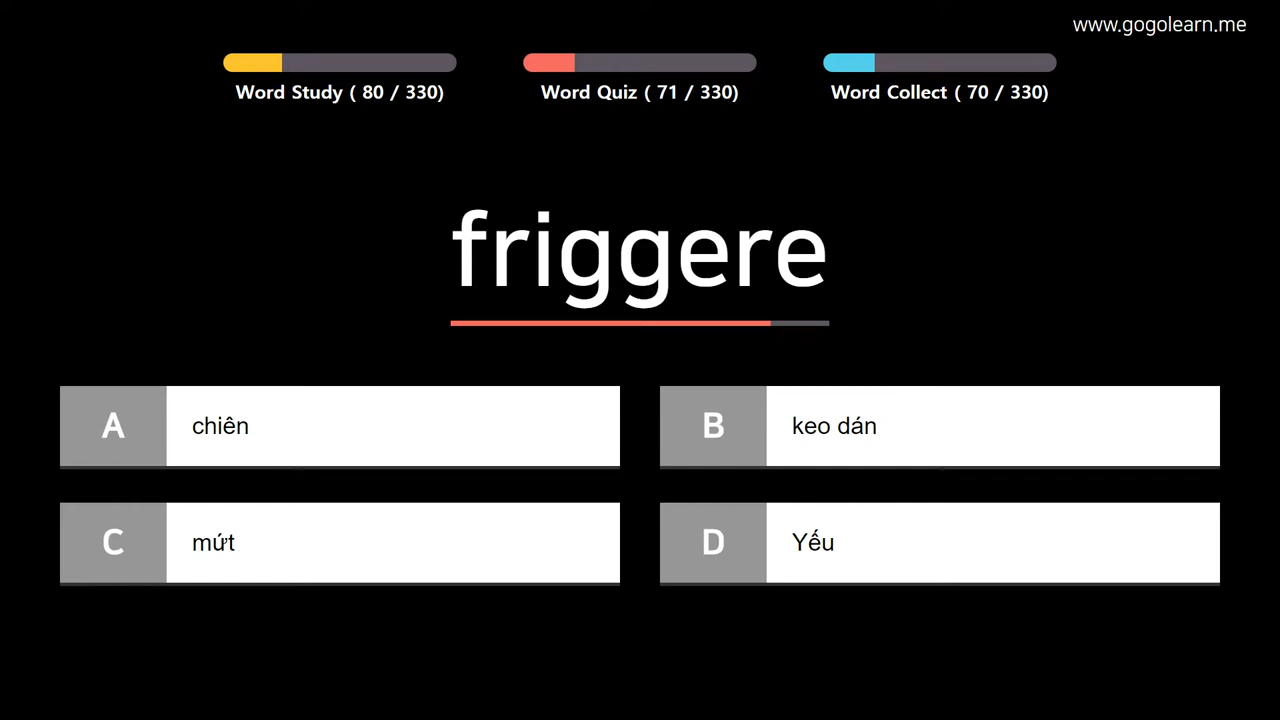 www.gogolearn.me
Word Study ( 80 / 330)
Word Quiz ( 71 / 330)
Word Collect ( 70 / 330)
friggere
A chiên
B keo dán
C mứt
D Yếu